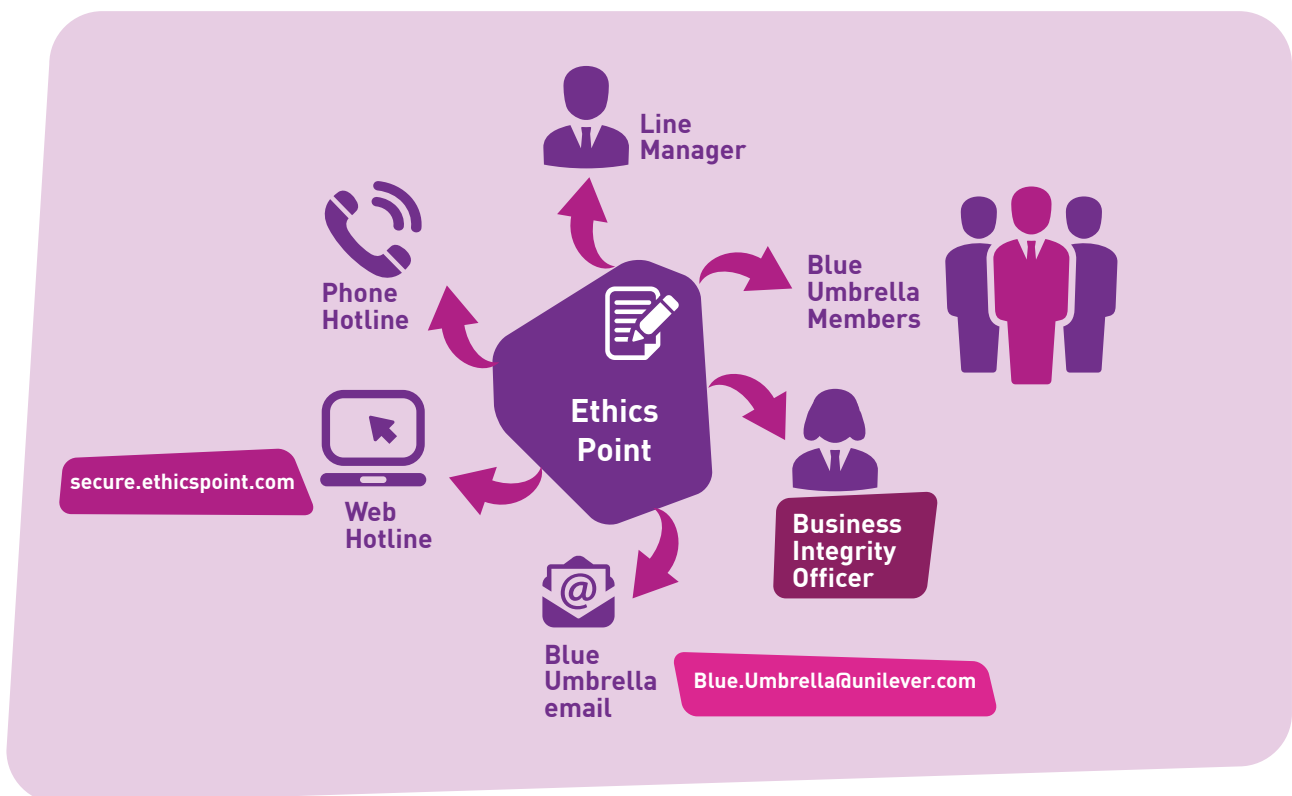 Line
Manager
Phone
Hotline
Blue
Umbrella
Members
Ethics
Point
secure.ethicspoint.com
Web
Hotline
Business
Integrity
Officer
@
Blue
Umbrella
email
Blue.Umbrella@unilever.com